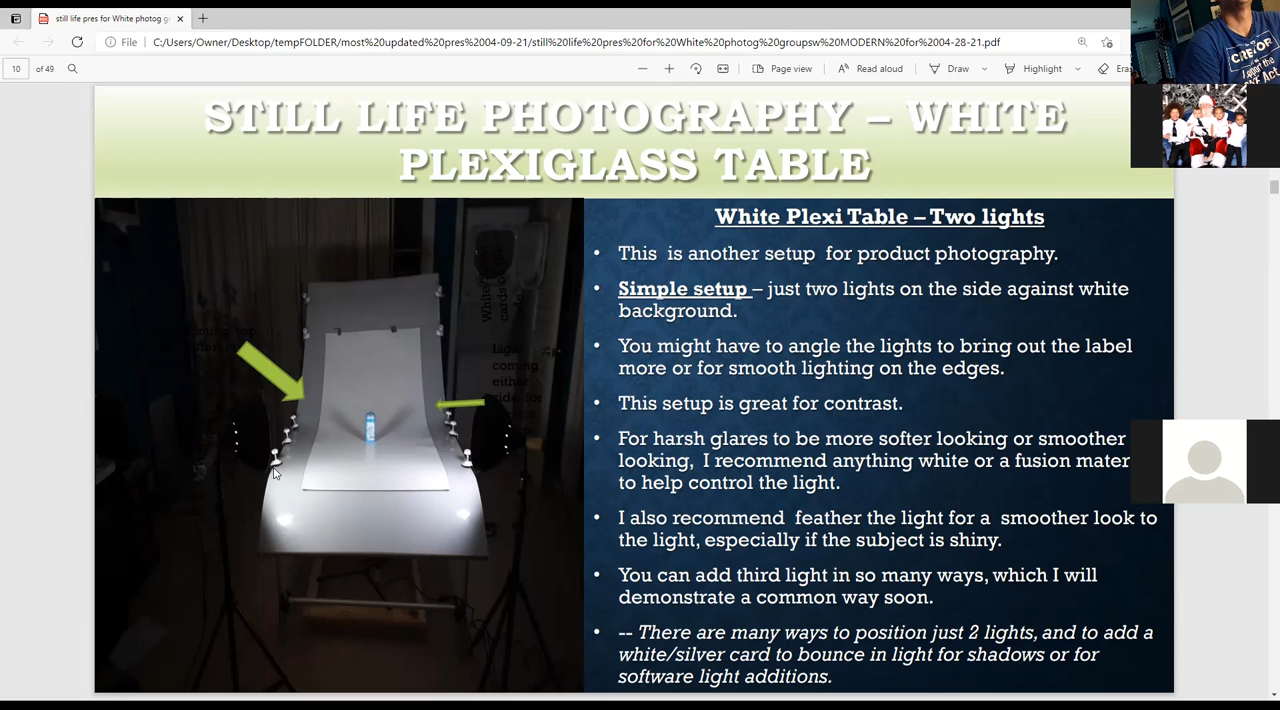 still life pres for White photog g
File
C:/Users/Owner/Desktop/tempFOLDER/most%20updated%20pres%2004-09-21/still%20life%20pres%20for%20White%20photog%20groupsw%20MODERN%20for%2004-28-21.pdf
10 of 49
Page view
Read aloud
Draw
Highlight
STILL LIFE PHOTOGRAPHY – WHITE
PLEXIGLASS TABLE
White Plexi Table – Two lights
• This is another setup for product photography.
• Simple setup – just two lights on the side against white
background.
• You might have to angle the lights to bring out the label
more or for smooth lighting on the edges.
• This setup is great for contrast.
• For harsh glares to be more softer looking or smoother
looking, I recommend anything white or a fusion mater
to help control the light.
• I also recommend feather the light for a smoother look to
the light, especially if the subject is shiny.
• You can add third light in so many ways, which I will
demonstrate a common way soon.
• -- There are many ways to position just 2 lights, and to add a
white/silver card to bounce in light for shadows or for
software light additions.
coming
either
side for